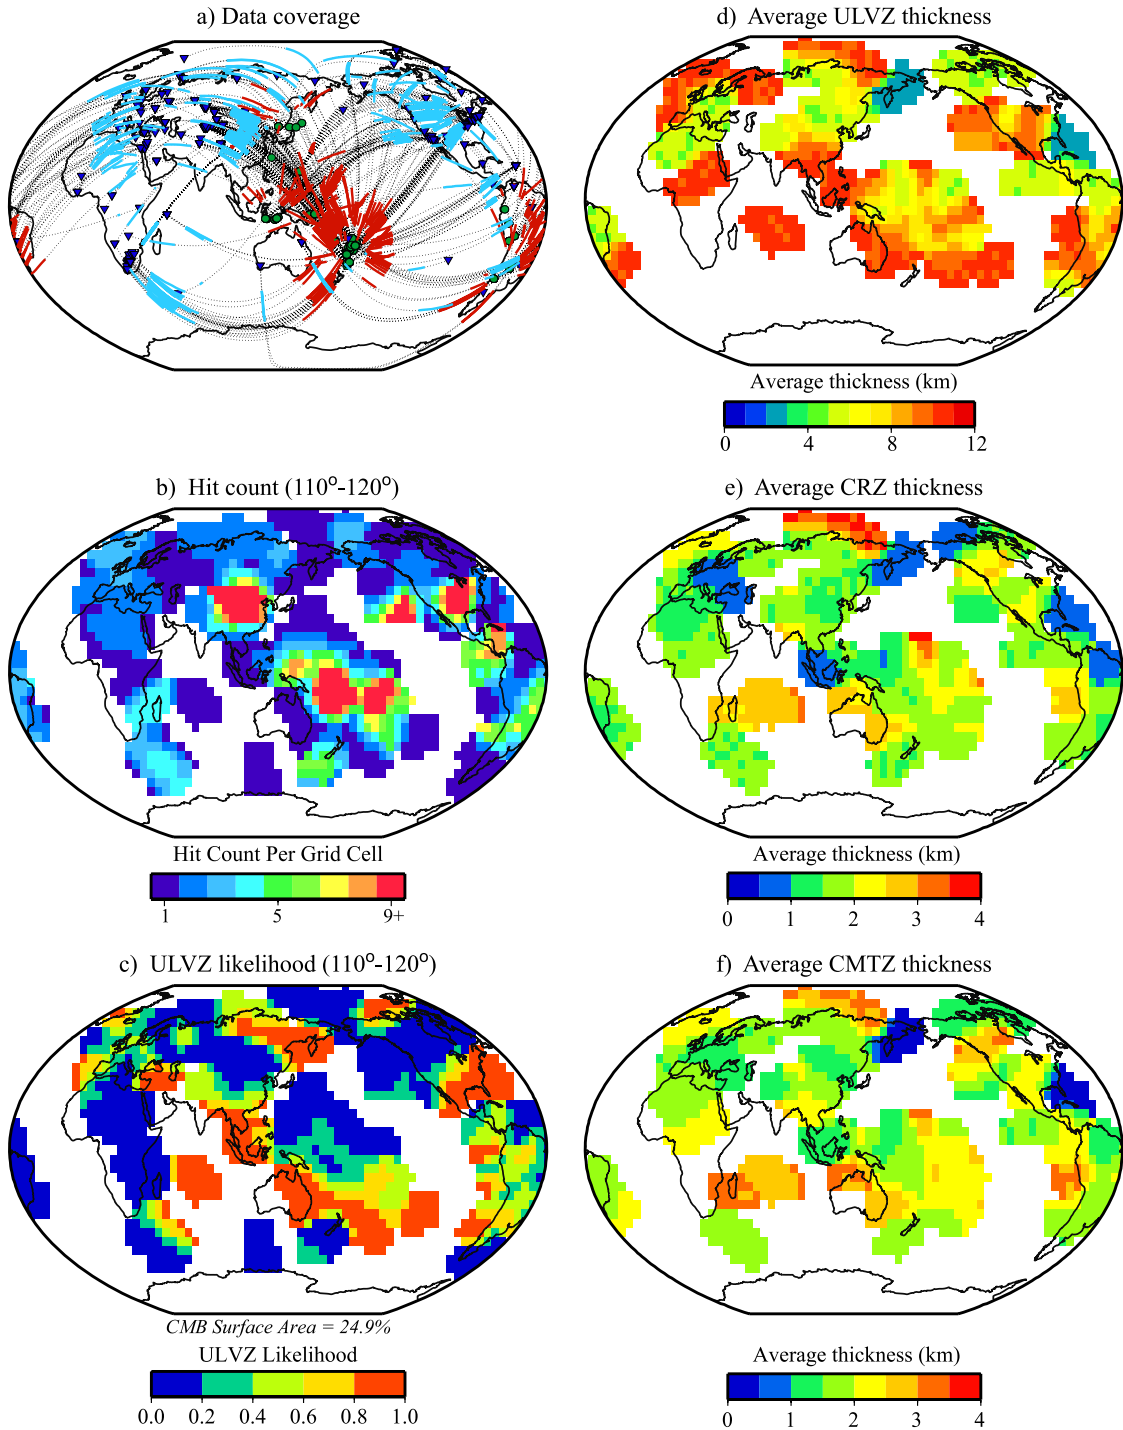 a) Data coverage
d) Average ULVZ thickness
Average thickness (km)
0 4 8 12
b) Hit count (110°-120°)
e) Average CRZ thickness
Hit Count Per Grid Cell
1 5 9+
Average thickness (km)
0 1 2 3 4
c) ULVZ likelihood (110°-120°)
f) Average CMTZ thickness
CMB Surface Area = 24.9%
ULVZ Likelihood
0.0 0.2 0.4 0.6 0.8 1.0
Average thickness (km)
0 1 2 3 4